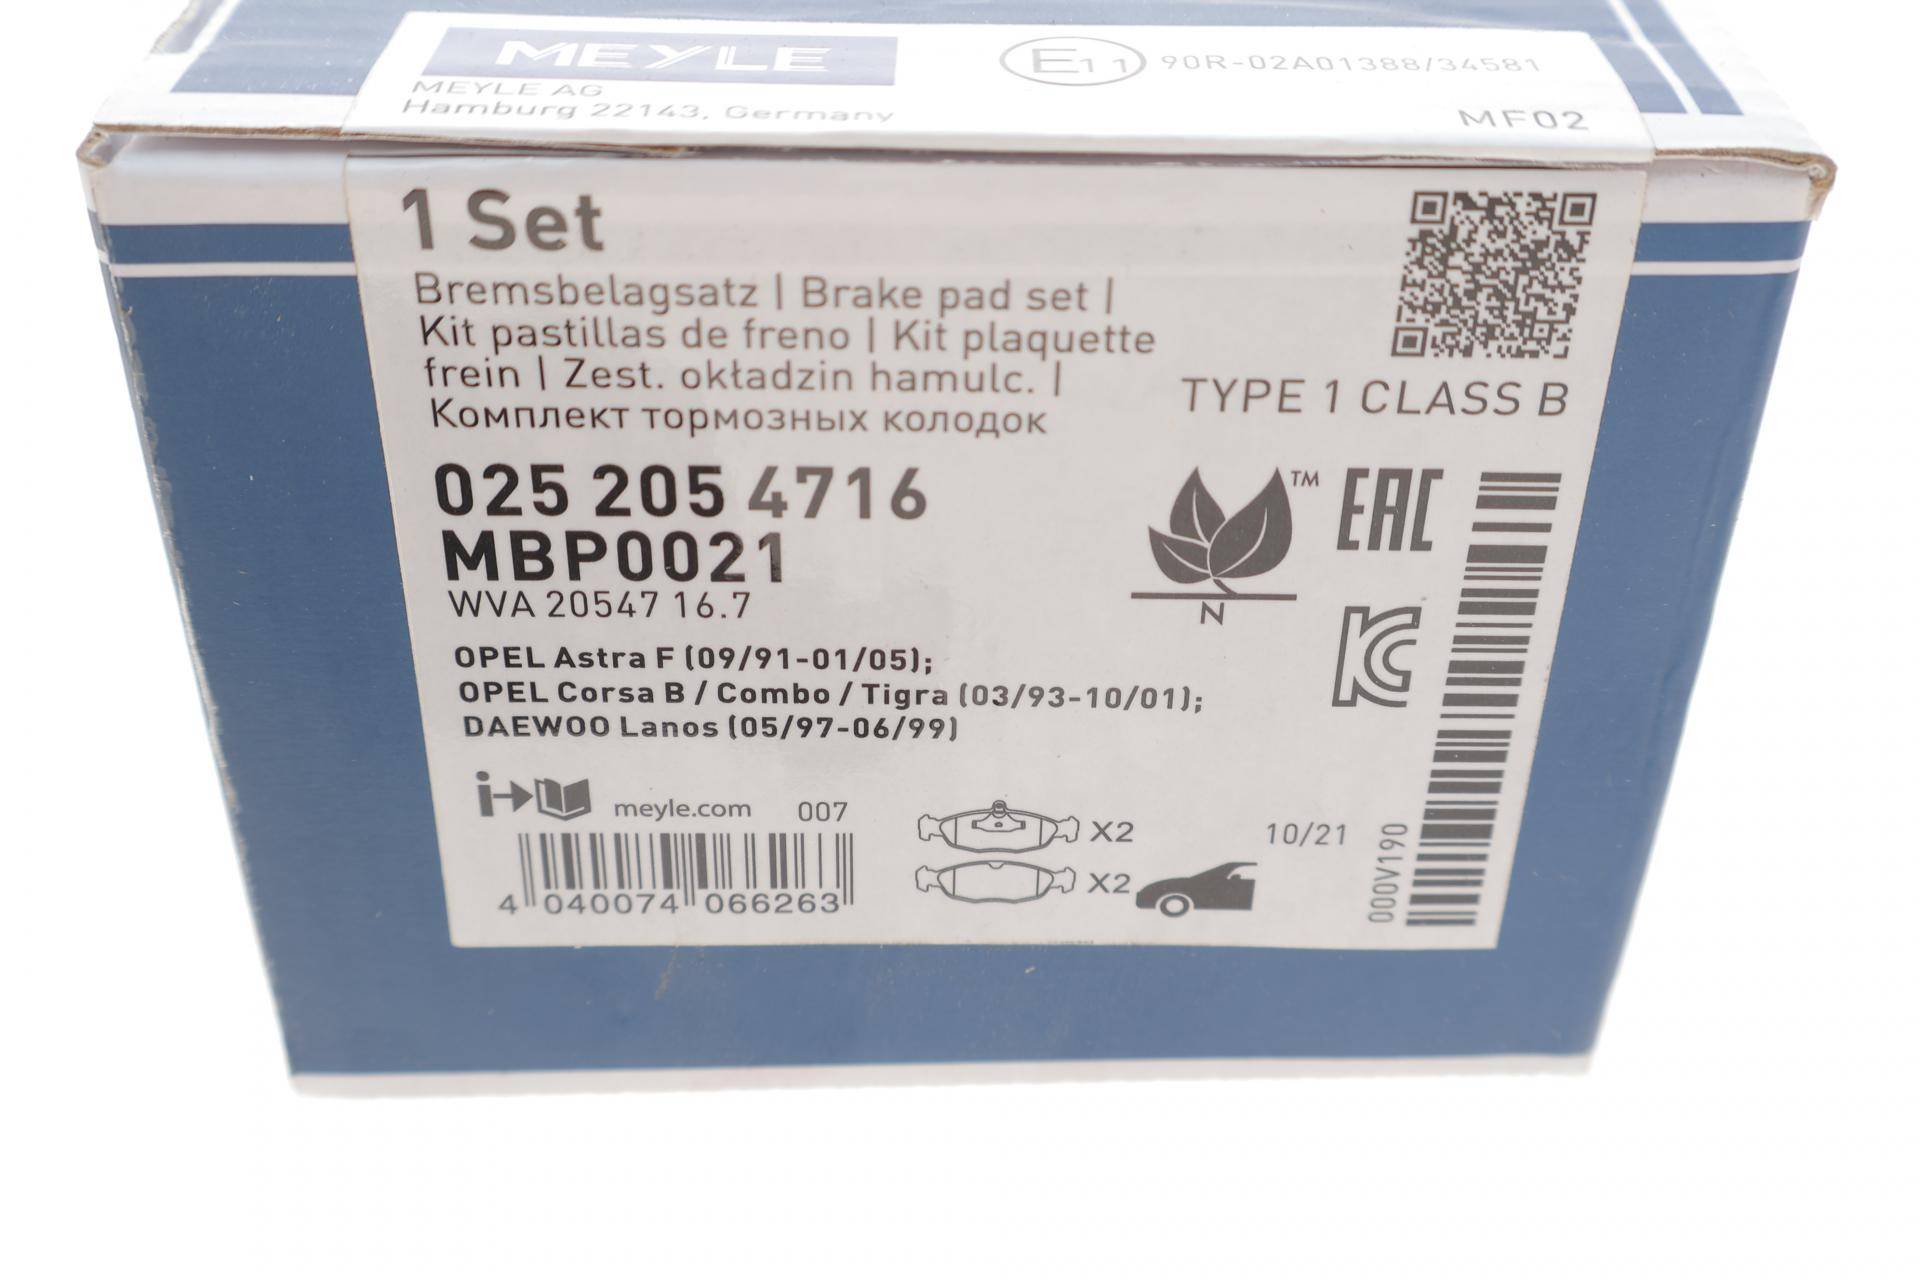 MEYLE
MEYLE AG
Hamburg 22143, Germany
E11 90R-02A01388/34581
MF02
1 Set
Bremsbelagsatz | Brake pad set |
Kit pastillas de freno | Kit plaquette
frein | Zest. okładzin hamulc. |
Комплект тормозных колодок
TYPE 1 CLASS B
025 205 4716
MBP0021
WVA 20547 16.7
TM
N
EAC
KC
OPEL Astra F (09/91-01/05);
OPEL Corsa B / Combo / Tigra (03/93-10/01);
DAEWOO Lanos (05/97-06/99)
i
meyle.com 007
4 040074 066263
X2
X2
10/21
000V190